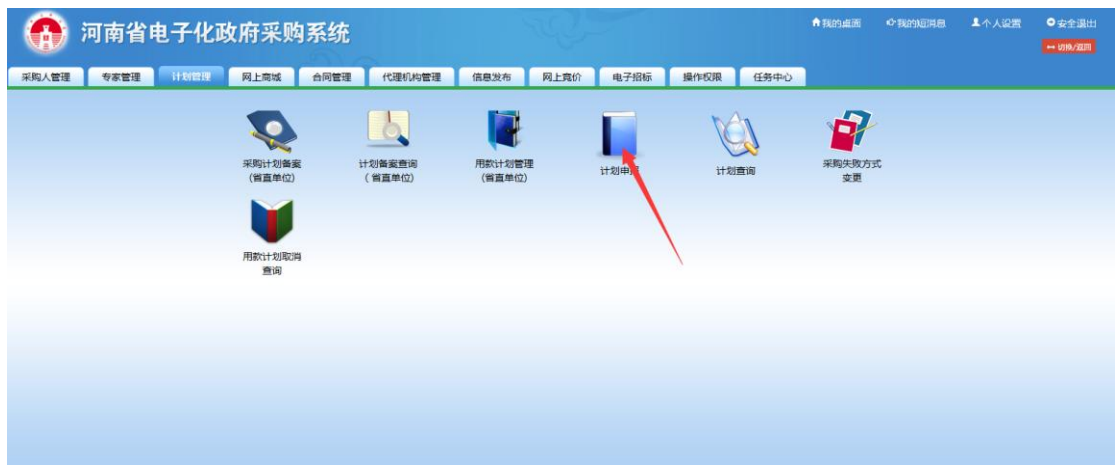 河南省电子化政府采购系统
我的桌面 我的短消息 个人设置 安全退出
切换/返回
采购人管理 专家管理 计划管理 网上商城 合同管理 代理机构管理 信息发布 网上竞价 电子招标 操作权限 任务中心
采购计划备案
(省直单位)
计划备案查询
(省直单位)
用款计划管理
(省直单位)
计划申报
计划查询
采购失败方式
变更
用款计划取消
查询